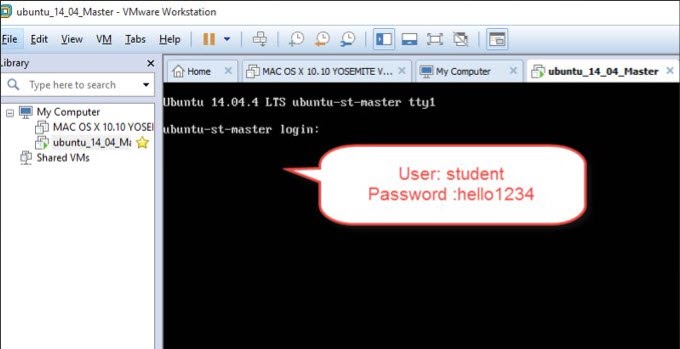 ubuntu_14_04_Master - VMware Workstation
File Edit View VM Tabs Help
Library
Type here to search
My Computer
MAC OS X 10.10 YOSEM
ubuntu_14_04_Ma
Shared VMs
Home
MAC OS X 10.10 YOSEMITE V...
My Computer
ubuntu_14_04_Master
Ubuntu 14.04.4 LTS ubuntu-st-master tty1
ubuntu-st-master login:
User: student
Password :hello1234